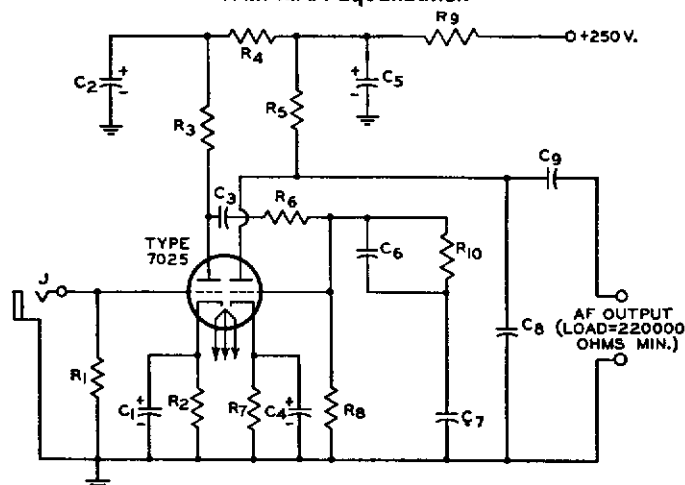 R9
R4
+250 V.
C2
+
-
+
-
C5
R3
R5
C9
C3
R6
TYPE
7025
C6
R10
J
C8
AF OUTPUT
(LOAD=220000
OHMS MIN.)
R1
C1
+
-
R2
R7
C4
+
-
R8
C7